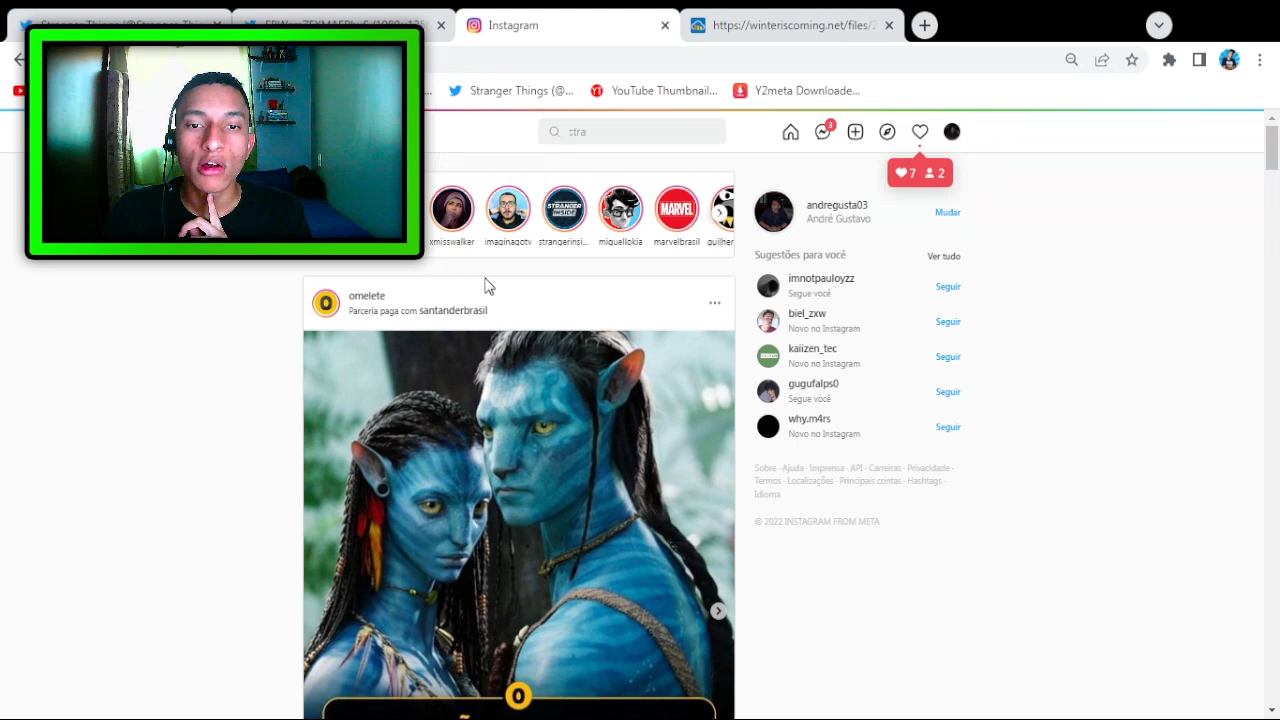 Instagram
https://winteriscoming.net/files/2
Stranger Things (@...
YouTube Thumbnail...
Y2meta Downloade...
stra
3
7 2
xmisswalker
imaginagotv
strangerinsi...
miquellokia
marvelbrasil
STRANGER
INSIDE
MARVEL
andregusta03
André Gustavo
Mudar
Sugestões para você
Ver tudo
imnotpauloyzz
Segue você
Seguir
biel_zxw
Novo no Instagram
Seguir
kaiizen_tec
Novo no Instagram
Seguir
gugufalps0
Segue você
Seguir
why.m4rs
Novo no Instagram
Seguir
Sobre · Ajuda · Imprensa · API · Carreiras · Privacidade ·
Termos · Localizações · Principais contas · Hashtags ·
Idioma
© 2022 INSTAGRAM FROM META
omelete
Parceria paga com santanderbrasil